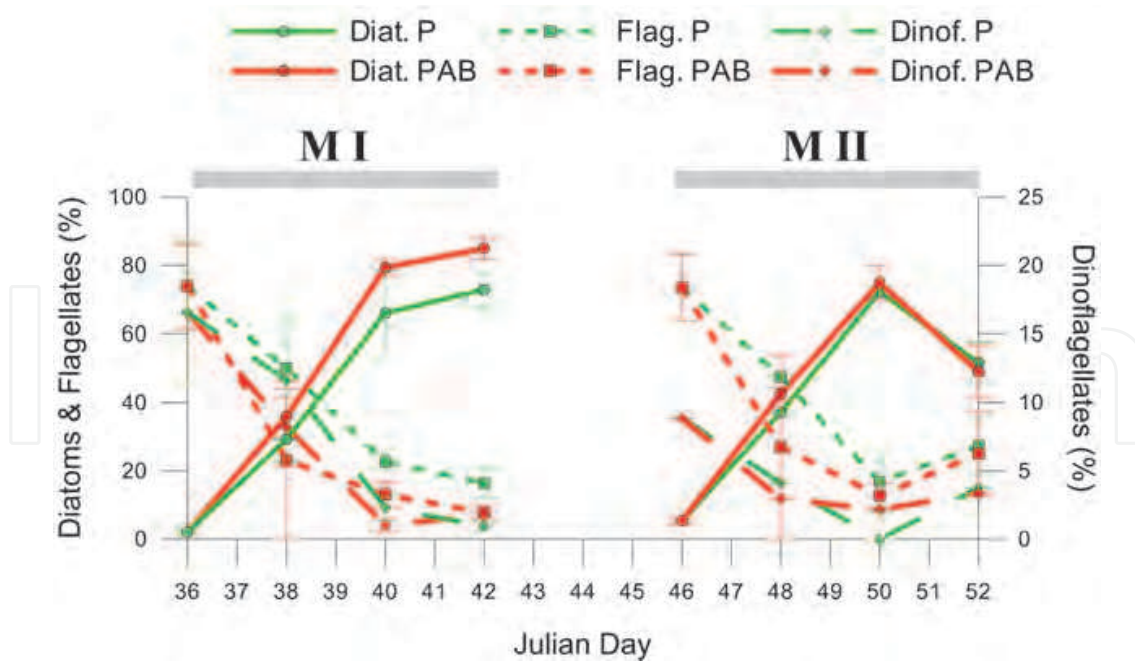 Diat. P Flag. P Dinof. P
Diat. PAB Flag. PAB Dinof. PAB
M I M II
100 25
80 20
60 15
40 10
20 5
0 0
Diatoms & Flagellates (%)
Dinoflagellates (%)
36 37 38 39 40 41 42 43 44 45 46 47 48 49 50 51 52
Julian Day